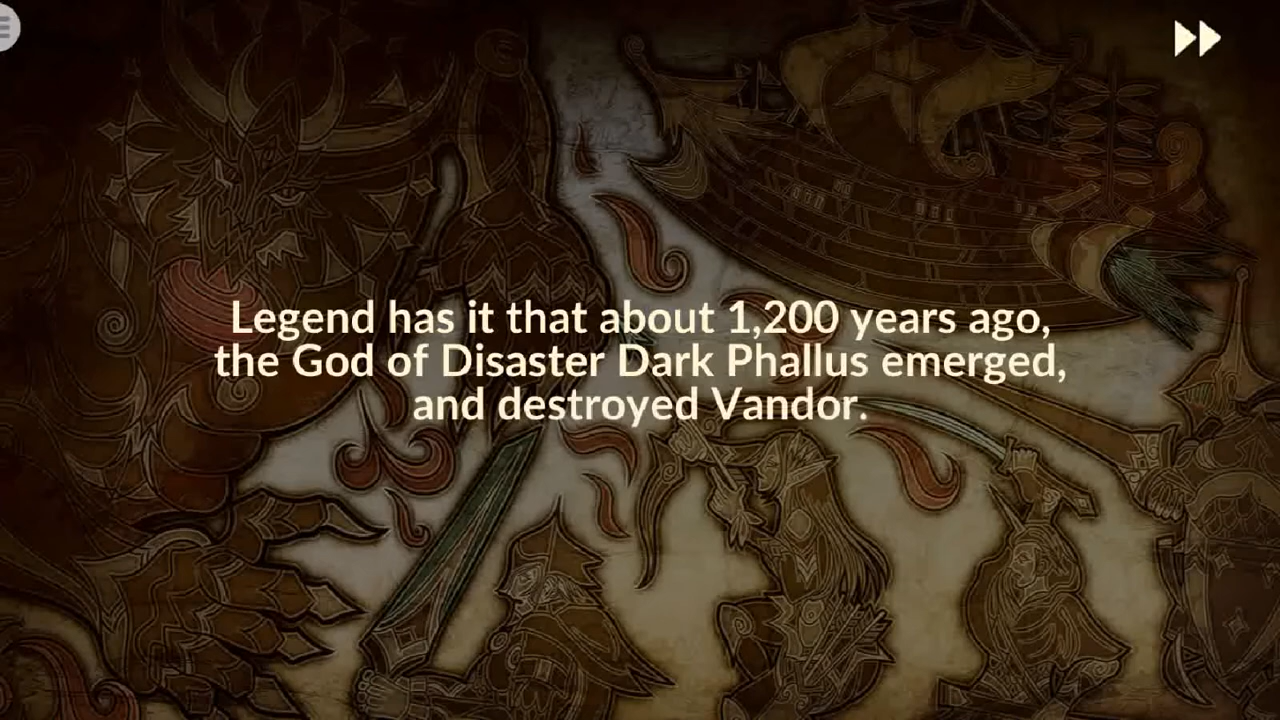 Legend has it that about 1,200 years ago,
the God of Disaster Dark Phallus emerged,
and destroyed Vandor.